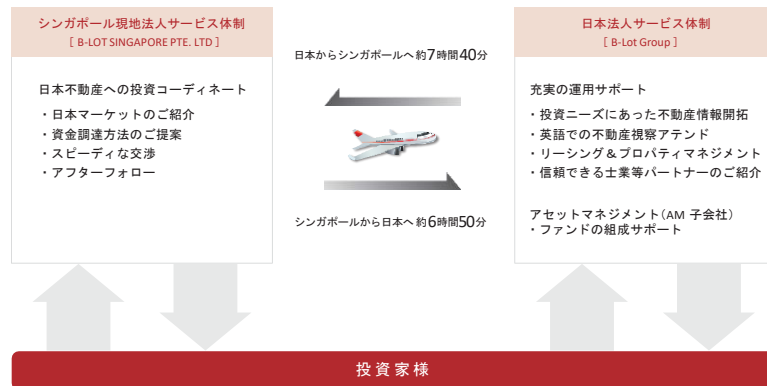 シンガポール現地法人サービス体制
［ B-LOT SINGAPORE PTE. LTD ］
日本不動産への投資コーディネート
・日本マーケットのご紹介
・資金調達方法のご提案
・スピーディな交渉
・アフターフォロー
日本からシンガポールへ 約7時間40分
シンガポールから日本へ 約6時間50分
日本法人サービス体制
［ B-Lot Group ］
充実の運用サポート
・投資ニーズにあった不動産情報開拓
・英語での不動産視察アテンド
・リーシング＆プロパティマネジメント
・信頼できる士業等パートナーのご紹介
アセットマネジメント（AM 子会社）
・ファンドの組成サポート
投資家様